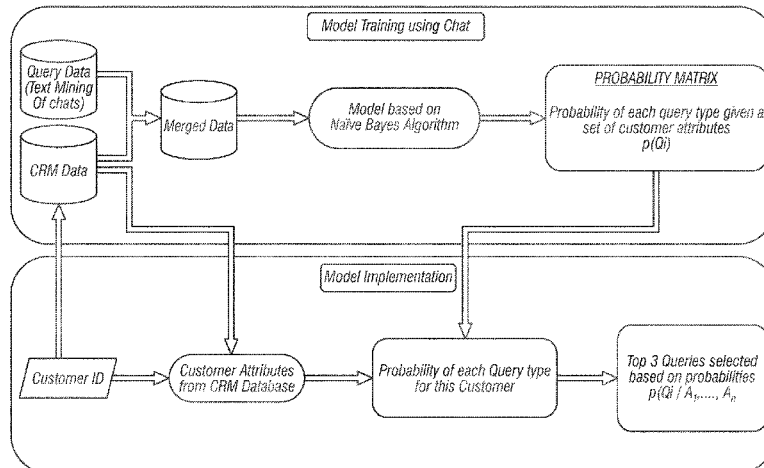 Model Training using Chat
Query Data
(Text Mining
Of chats)
CRM Data
Merged Data
Model based on
Naïve Bayes Algorithm
PROBABILITY MATRIX
Probability of each query type given a
set of customer attributes
p(Qi)
Model Implementation
Customer ID
Customer Attributes
from CRM Database
Probability of each Query type
for this Customer
Top 3 Queries selected
based on probabilities
p(Qi / A₁,...., Aₙ